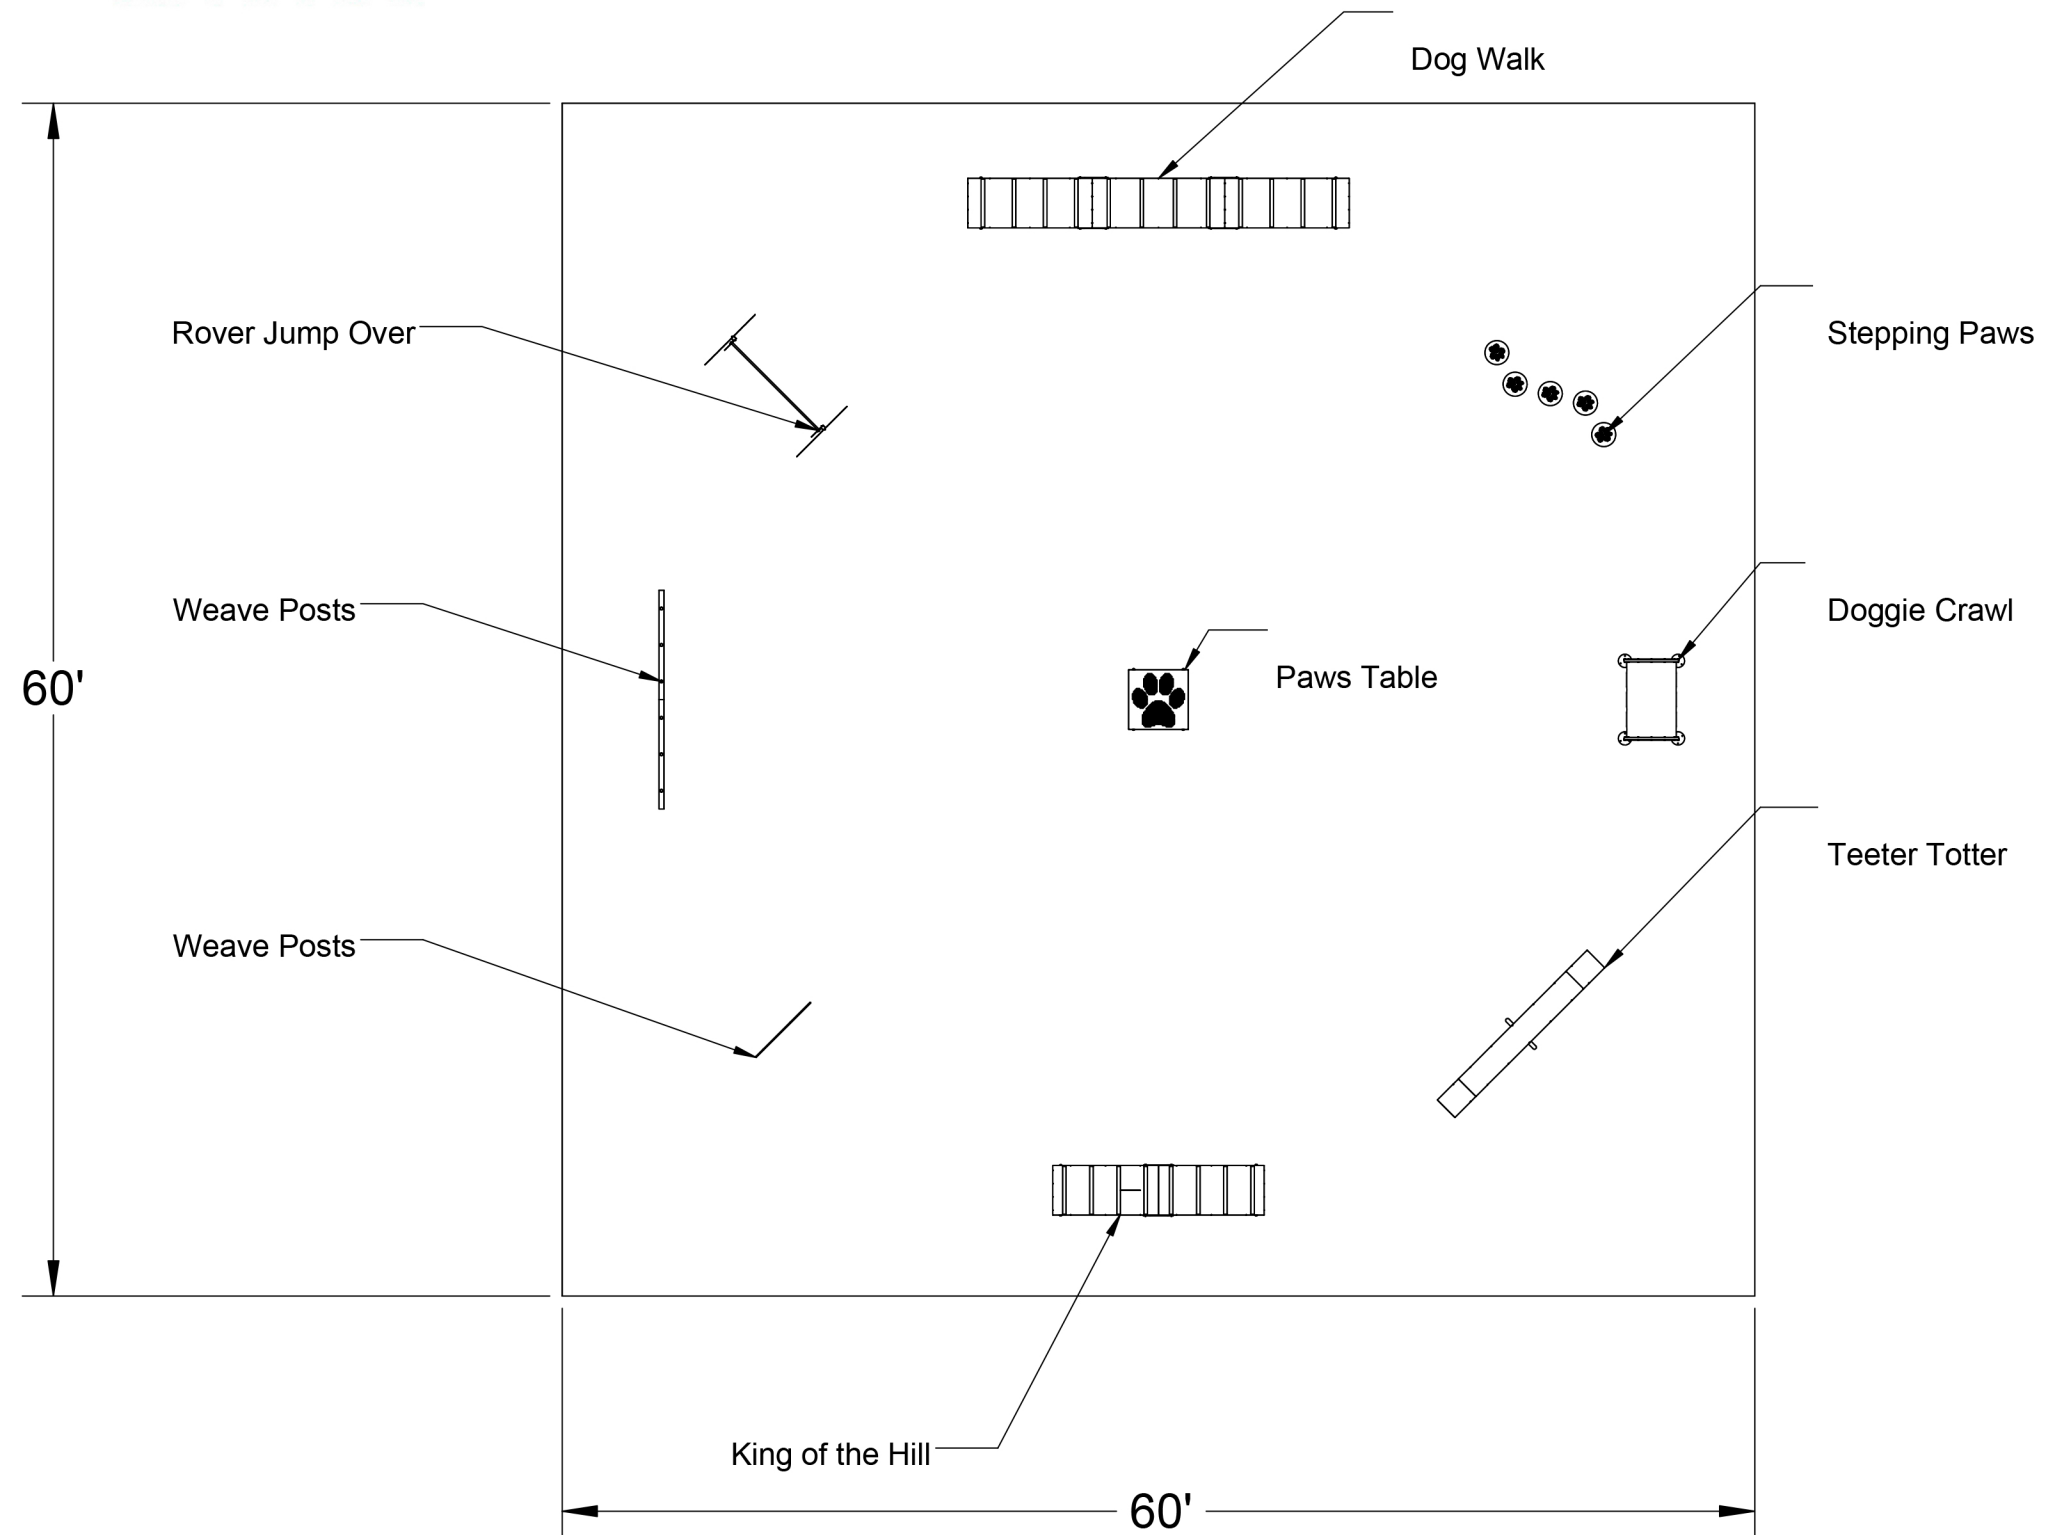 Dog Walk
Rover Jump Over
Stepping Paws
Weave Posts
Doggie Crawl
Paws Table
60'
Teeter Totter
Weave Posts
King of the Hill
60'